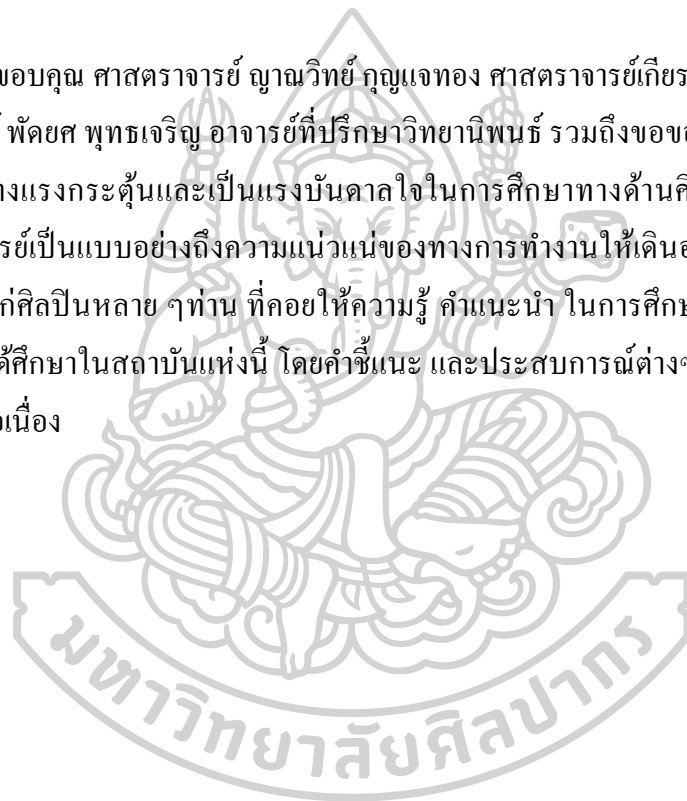 ขอบคุณ ศาสตราจารย์ ญาณวิทย์ กุญแจทอง ศาสตราจารย์เกียร
พัดยศ พุทธเจริญ อาจารย์ที่ปรึกษาวิทยานิพนธ์ รวมถึงขอข
างแรงกระตุ้นและเป็นแรงบันดาลใจในการศึกษาทางด้านศิ
รย์เป็นแบบอย่างถึงความแน่วแน่ของทางการทำงานให้เดิน
ก่ศิลปินหลาย ๆท่าน ที่คอยให้ความรู้ คำแนะนำ ในการศึกษ
ด้ศึกษาในสถาบันแห่งนี้ โดยคำชี้แนะ และประสบการณ์ต่างๆ
อเนื่อง
มหาวิทยาลัยศิลปากร